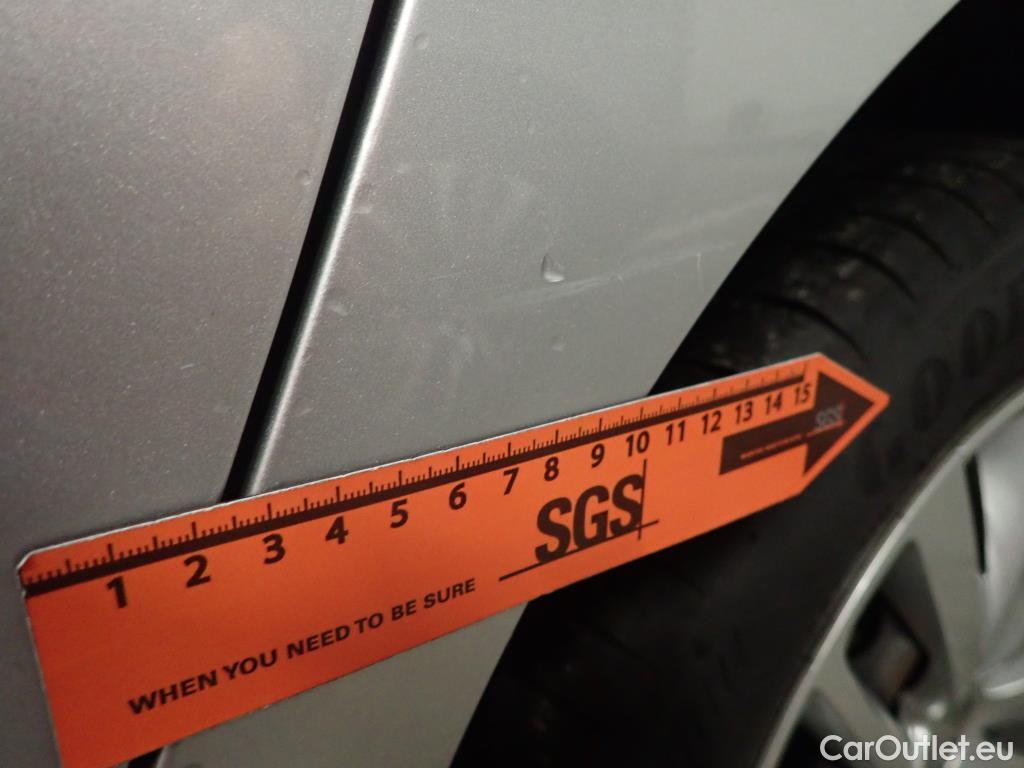 1 2 3 4 5 6 7 8 9 10 11 12 13 14 15
SGS
SGS
WHEN YOU NEED TO BE SURE
CarOutlet.eu